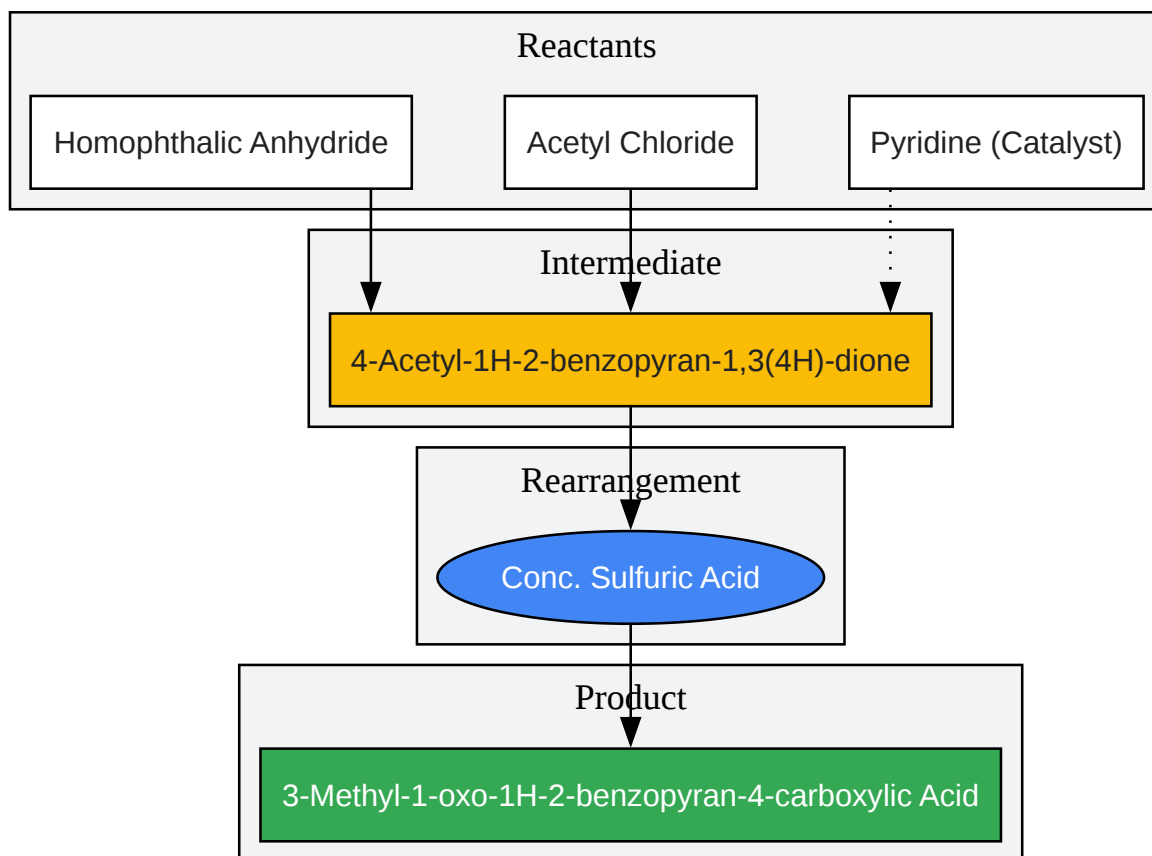 Reactants
Homophthalic Anhydride
Acetyl Chloride
Pyridine (Catalyst)
Intermediate
4-Acetyl-1H-2-benzopyran-1,3(4H)-dione
Rearrangement
Conc. Sulfuric Acid
Product
3-Methyl-1-oxo-1H-2-benzopyran-4-carboxylic Acid